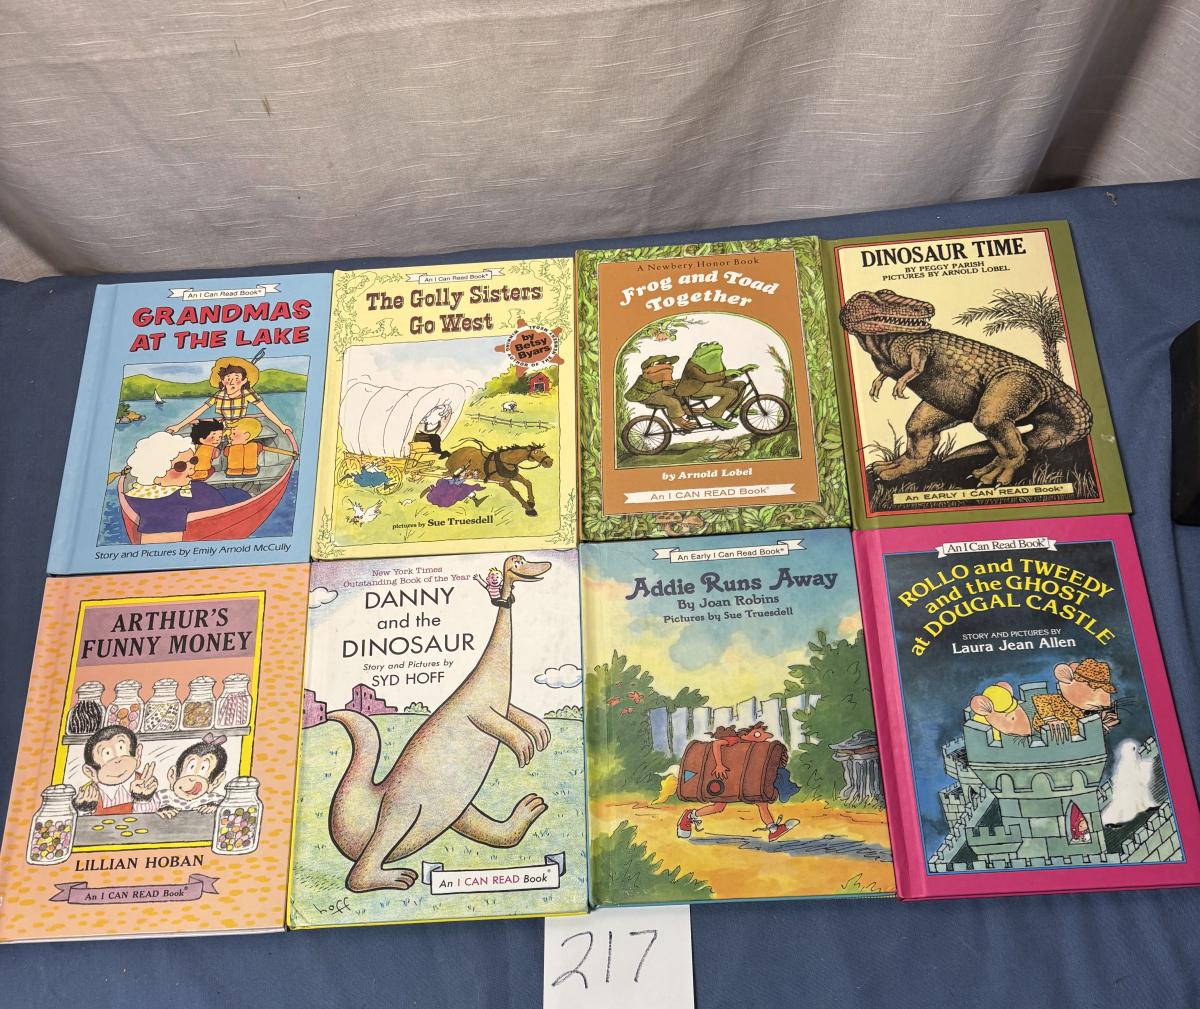 An I Can Read Book®
GRANDMAS
AT THE LAKE
Story and Pictures by Emily Arnold McCully
An I Can Read Book®
The Golly Sisters
Go West
by
Betsy
Byars
pictures by Sue Truesdell
A Newbery Honor Book
Frog and Toad
Together
by Arnold Lobel
An I CAN READ Book®
DINOSAUR TIME
BY PEGGY PARISH
PICTURES BY ARNOLD LOBEL
An EARLY I CAN READ Book®
ARTHUR'S
FUNNY MONEY
LILLIAN HOBAN
An I CAN READ Book®
New York Times
Outstanding Book of the Year
DANNY
and the
DINOSAUR
Story and Pictures by
SYD HOFF
An I CAN READ Book®
hoff
An Early I Can Read Book®
Addie Runs Away
By Joan Robins
Pictures by Sue Truesdell
An I Can Read Book®
ROLLO and TWEEDY
and the GHOST
at DOUGAL CASTLE
STORY AND PICTURES BY
Laura Jean Allen
217